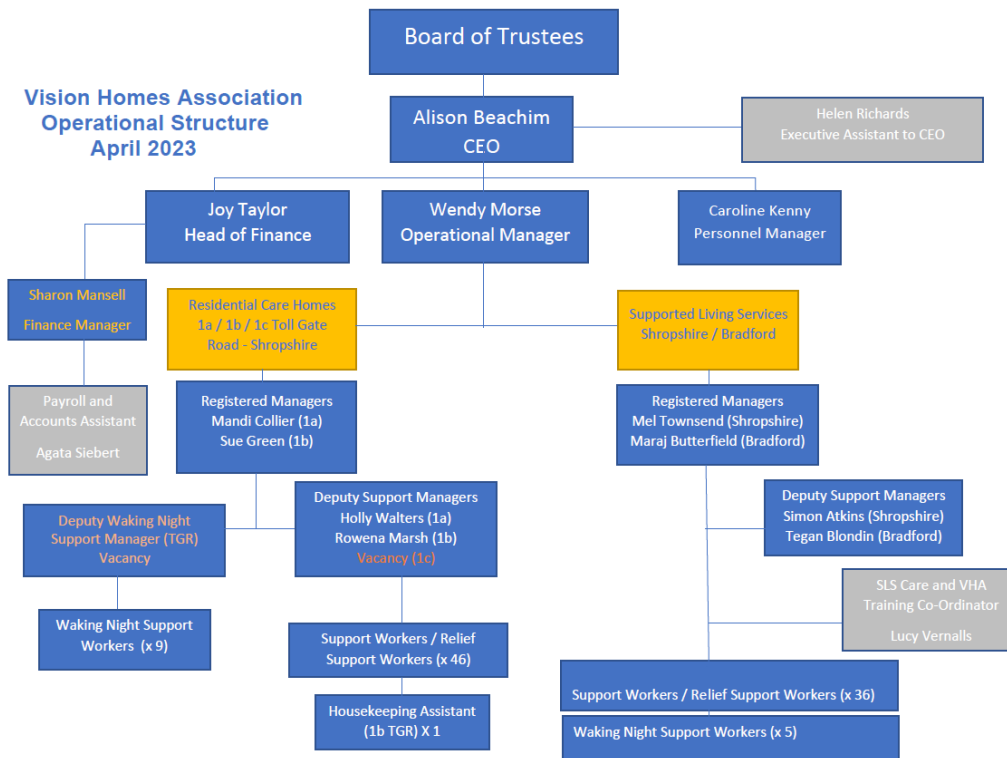 Board of Trustees
Vision Homes Association
Operational Structure
April 2023
Alison Beachim
CEO
Helen Richards
Executive Assistant to CEO
Joy Taylor
Head of Finance
Wendy Morse
Operational Manager
Caroline Kenny
Personnel Manager
Sharon Mansell
Finance Manager
Residential Care Homes
1a / 1b / 1c Toll Gate
Road - Shropshire
Supported Living Services
Shropshire / Bradford
Payroll and
Accounts Assistant
Agata Siebert
Registered Managers
Mandi Collier (1a)
Sue Green (1b)
Registered Managers
Mel Townsend (Shropshire)
Maraj Butterfield (Bradford)
Deputy Waking Night
Support Manager (TGR)
Vacancy
Deputy Support Managers
Holly Walters (1a)
Rowena Marsh (1b)
Vacancy (1c)
Deputy Support Managers
Simon Atkins (Shropshire)
Tegan Blondin (Bradford)
SLS Care and VHA
Training Co-Ordinator
Lucy Vernalls
Waking Night Support
Workers (x 9)
Support Workers / Relief
Support Workers (x 46)
Housekeeping Assistant
(1b TGR) X 1
Support Workers / Relief Support Workers (x 36)
Waking Night Support Workers (x 5)